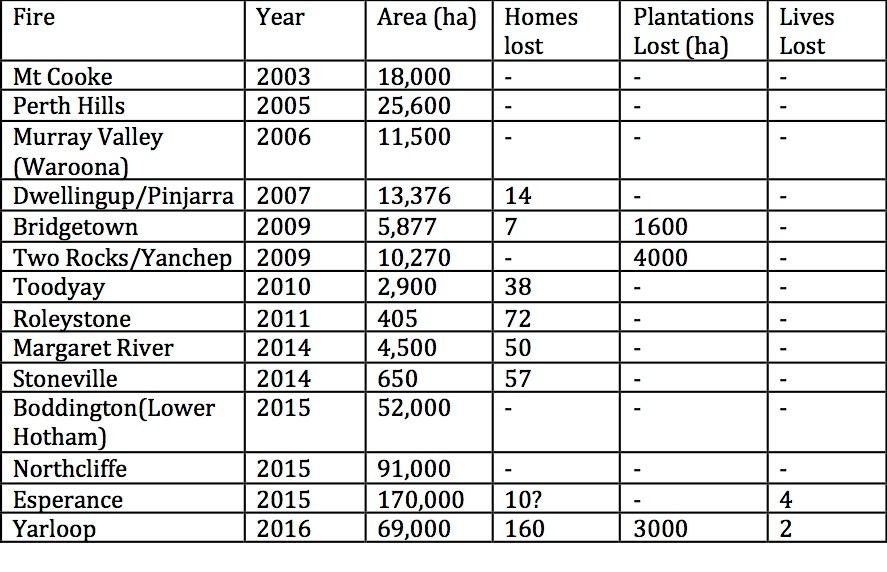 Fire Year Area (ha) Homes lost Plantations Lost (ha) Lives Lost
Mt Cooke 2003 18,000 - - -
Perth Hills 2005 25,600 - - -
Murray Valley (Waroona) 2006 11,500 - - -
Dwellingup/Pinjarra 2007 13,376 14 - -
Bridgetown 2009 5,877 7 1600 -
Two Rocks/Yanchep 2009 10,270 - 4000 -
Toodyay 2010 2,900 38 - -
Roleystone 2011 405 72 - -
Margaret River 2014 4,500 50 - -
Stoneville 2014 650 57 - -
Boddington(Lower Hotham) 2015 52,000 - - -
Northcliffe 2015 91,000 - - -
Esperance 2015 170,000 10? - 4
Yarloop 2016 69,000 160 3000 2